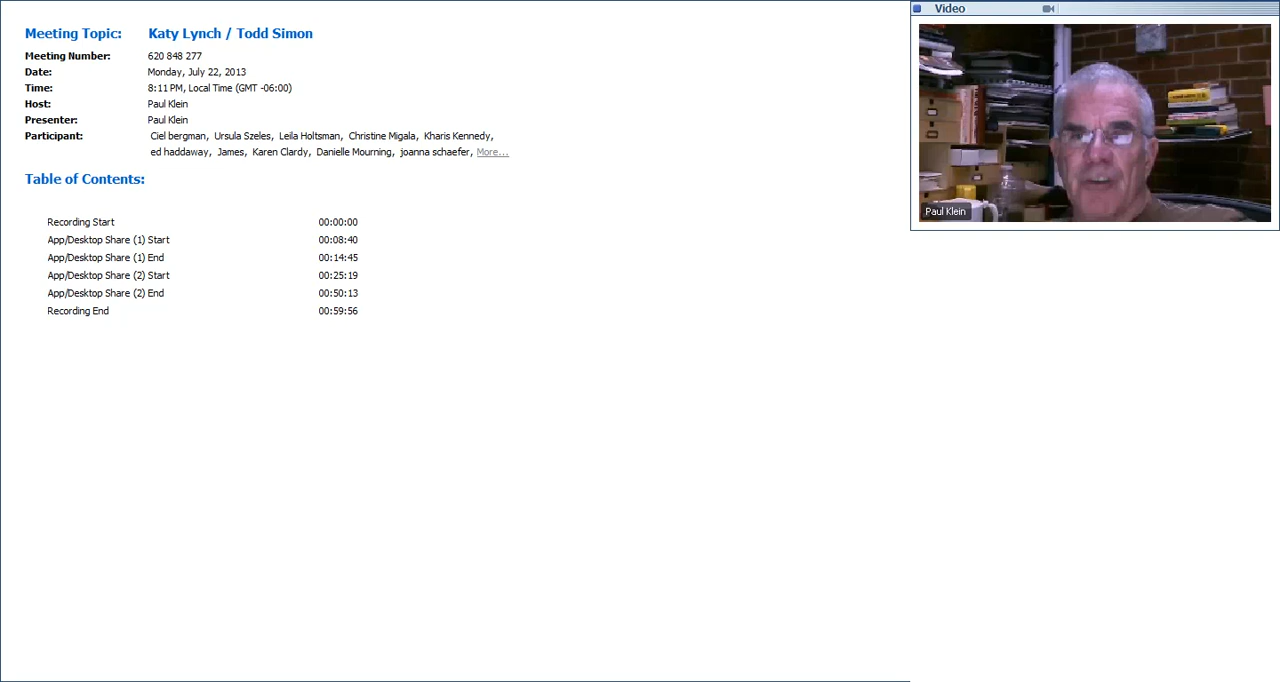 Meeting Topic: Katy Lynch / Todd Simon
Meeting Number: 620 848 277
Date: Monday, July 22, 2013
Time: 8:11 PM, Local Time (GMT -06:00)
Host: Paul Klein
Presenter: Paul Klein
Participant: Ciel bergman, Ursula Szeles, Leila Holtsman, Christine Migala, Kharis Kennedy,
ed haddaway, James, Karen Clardy, Danielle Mourning, joanna schaefer, More...
Table of Contents:
Recording Start 00:00:00
App/Desktop Share (1) Start 00:08:40
App/Desktop Share (1) End 00:14:45
App/Desktop Share (2) Start 00:25:19
App/Desktop Share (2) End 00:50:13
Recording End 00:59:56
Video
Paul Klein